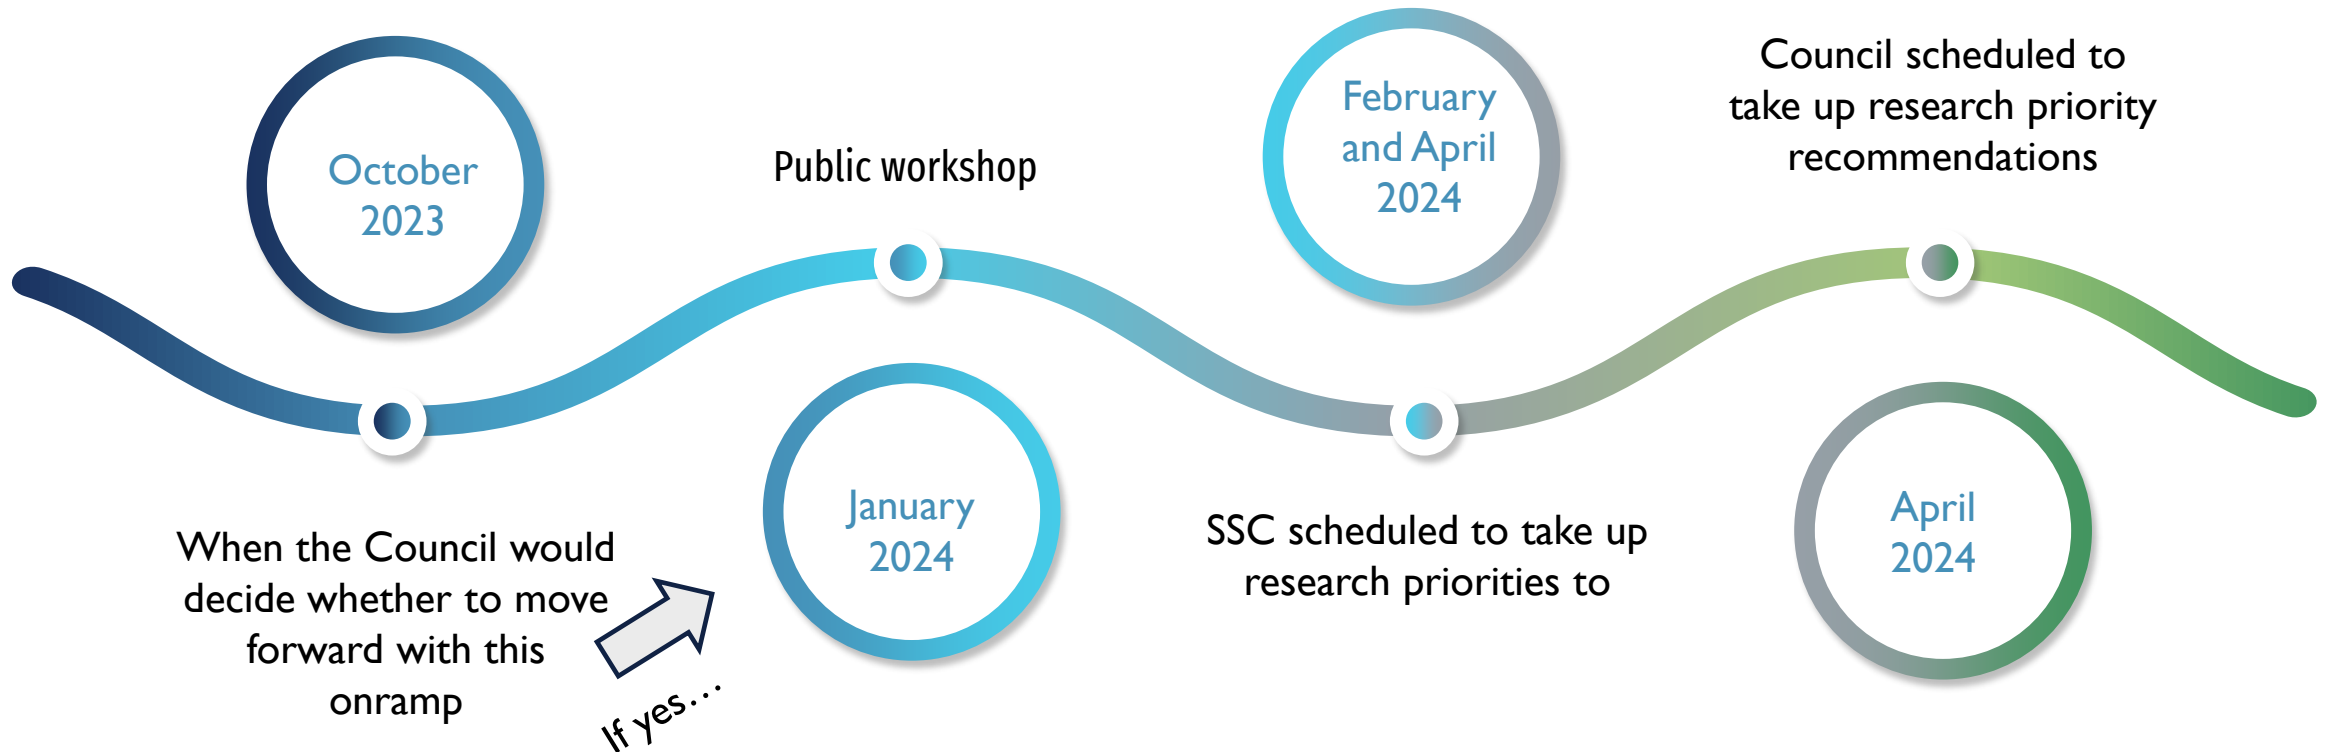 October
2023
When the Council would
decide whether to move
forward with this
onramp
If yes...
Public workshop
January
2024
February
and April
2024
SSC scheduled to take up
research priorities to
Council scheduled to
take up research priority
recommendations
April
2024